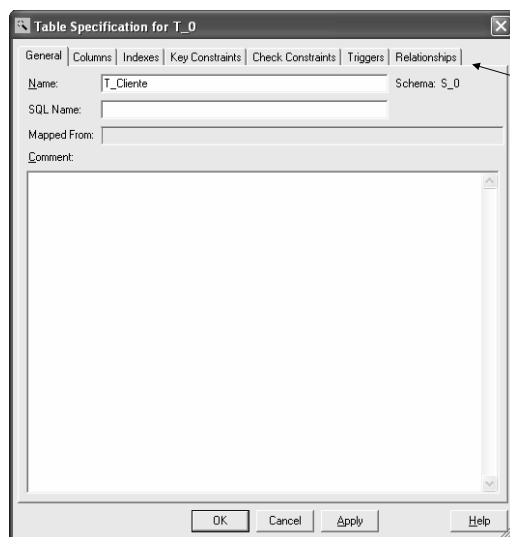 Table Specification for T_0
General Columns Indexes Key Constraints Check Constraints Triggers Relationships
Name: T_Cliente Schema: S_0
SQL Name:
Mapped From:
Comment:
OK Cancel Apply Help